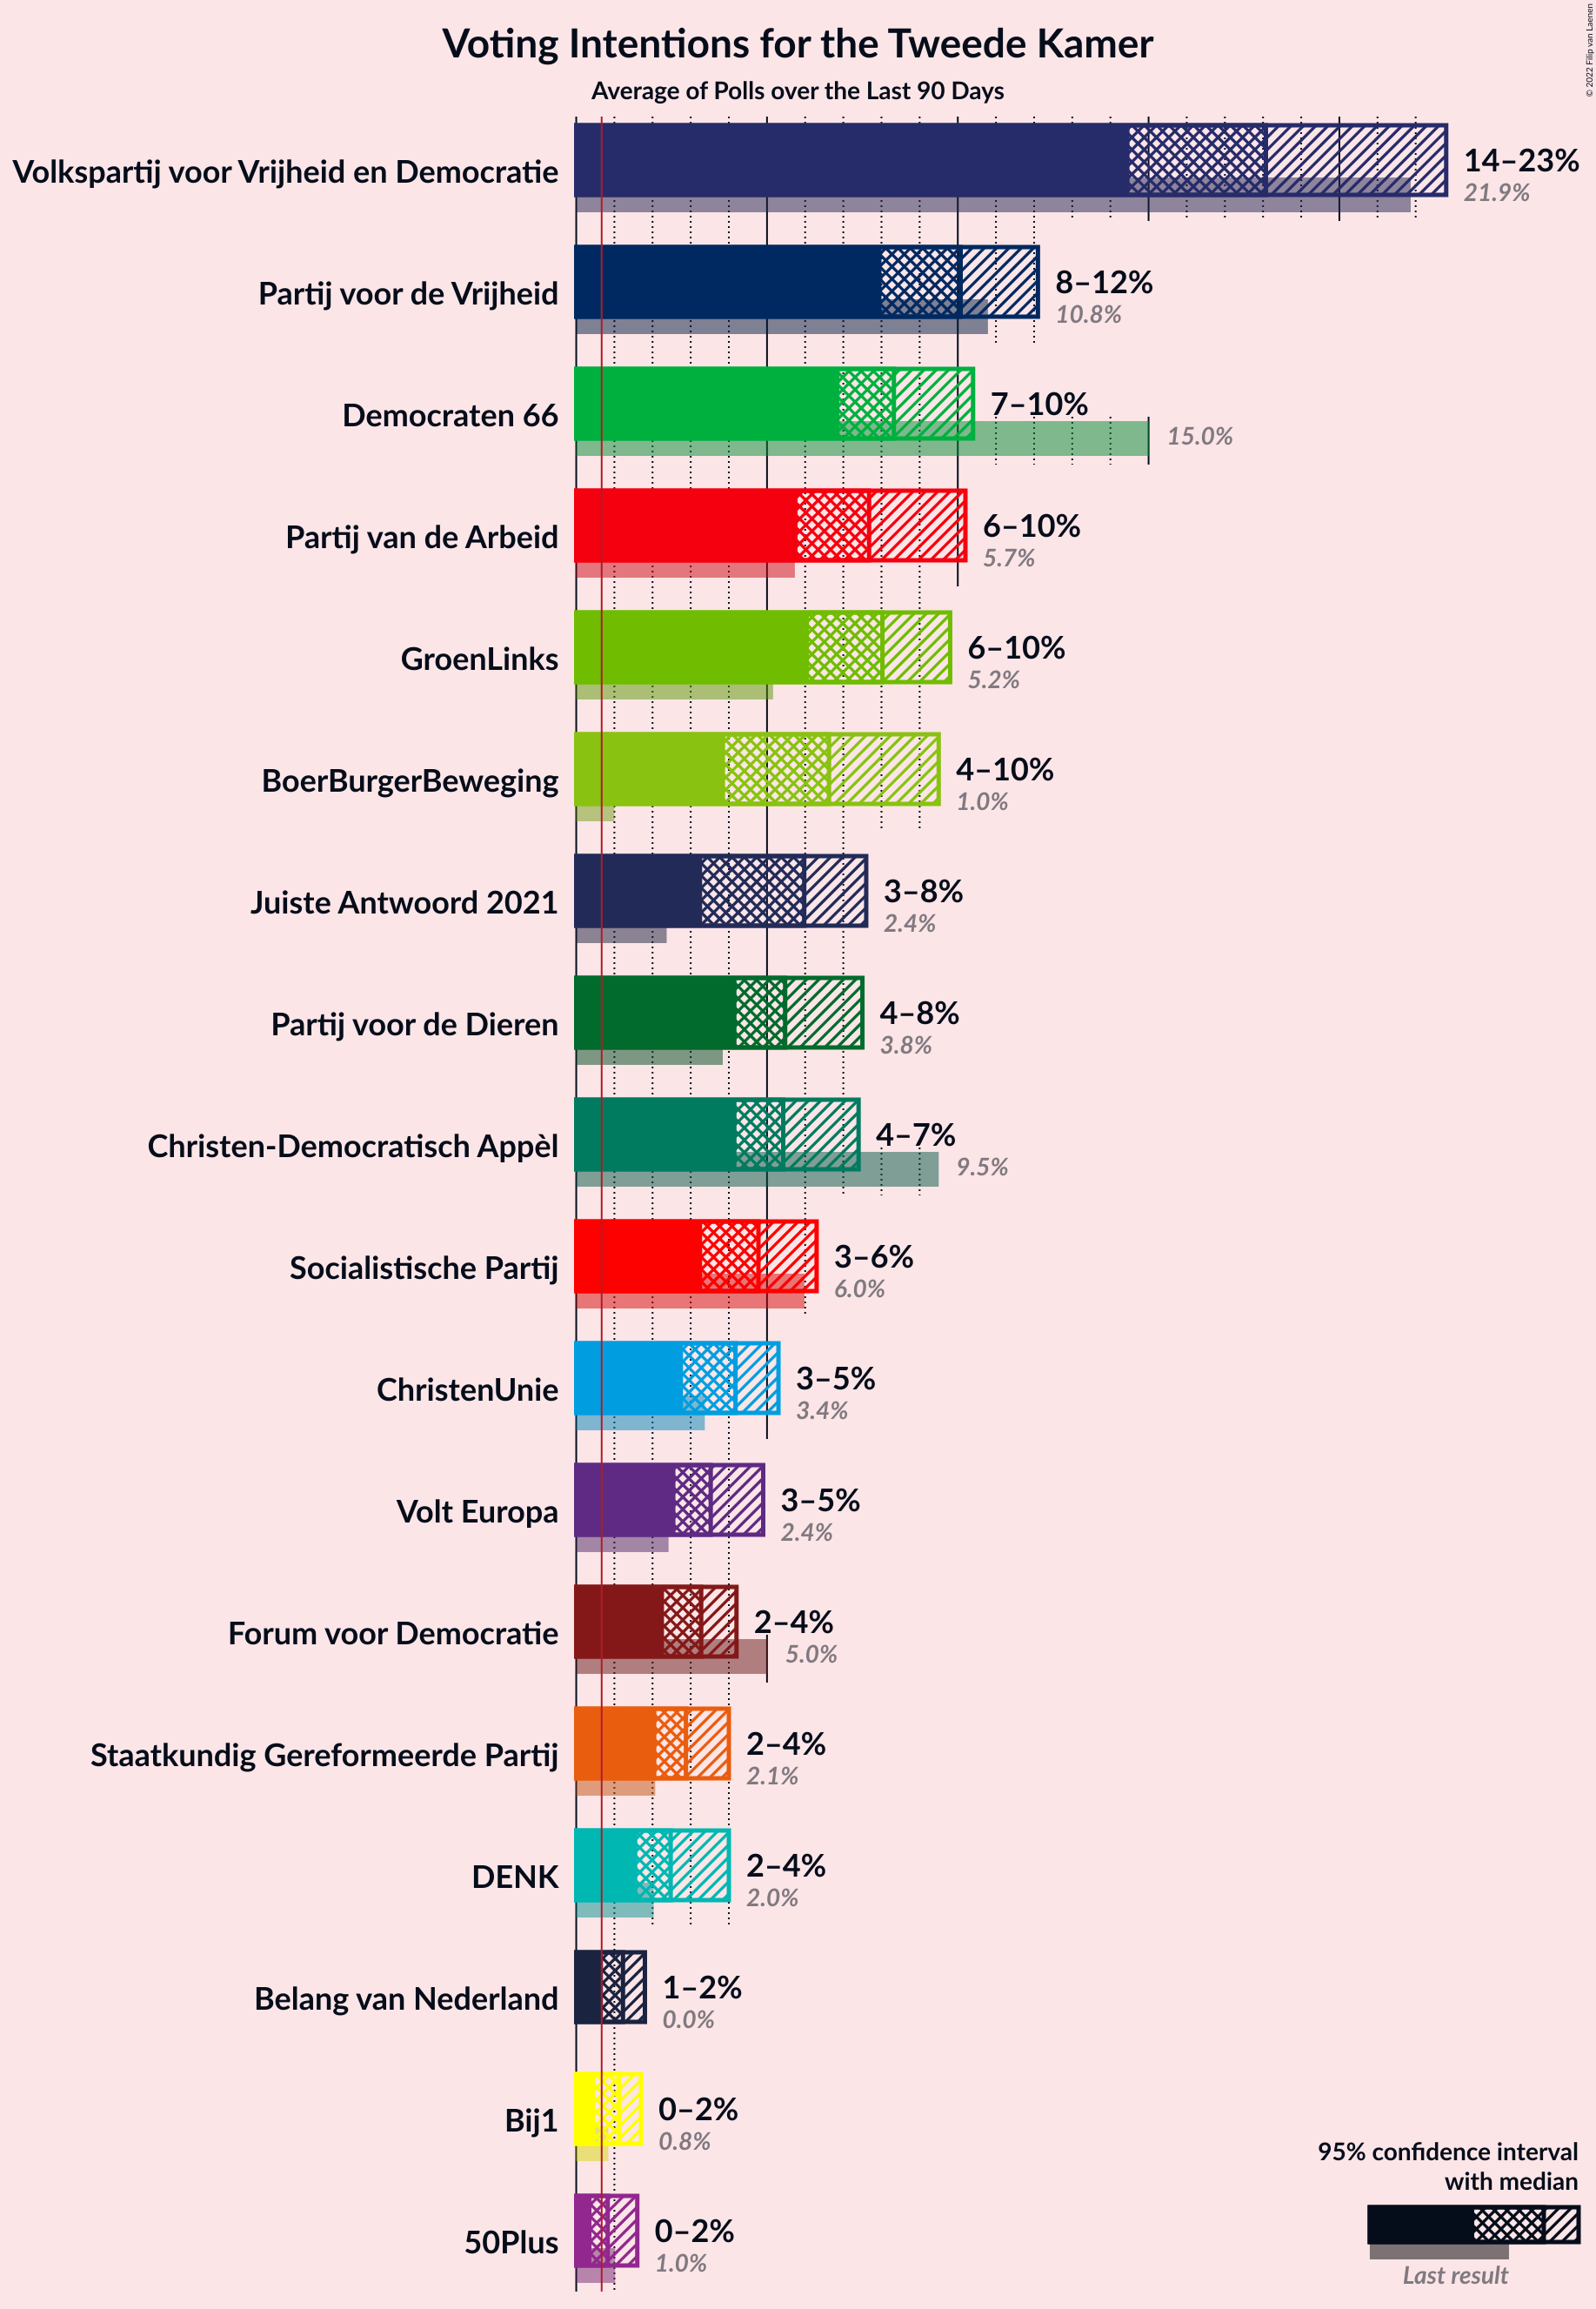 © 2022 Filip van Laenen
Voting Intentions for the Tweede Kamer
Average of Polls over the Last 90 Days
Volkspartij voor Vrijheid en Democratie
14–23%
21.9%
Partij voor de Vrijheid
8–12%
10.8%
Democraten 66
7–10%
15.0%
Partij van de Arbeid
6–10%
5.7%
GroenLinks
6–10%
5.2%
BoerBurgerBeweging
4–10%
1.0%
Juiste Antwoord 2021
3–8%
2.4%
Partij voor de Dieren
4–8%
3.8%
Christen-Democratisch Appèl
4–7%
9.5%
Socialistische Partij
3–6%
6.0%
ChristenUnie
3–5%
3.4%
Volt Europa
3–5%
2.4%
Forum voor Democratie
2–4%
5.0%
Staatkundig Gereformeerde Partij
2–4%
2.1%
DENK
2–4%
2.0%
Belang van Nederland
1–2%
0.0%
Bij1
0–2%
0.8%
50Plus
0–2%
1.0%
95% confidence interval
with median
Last result